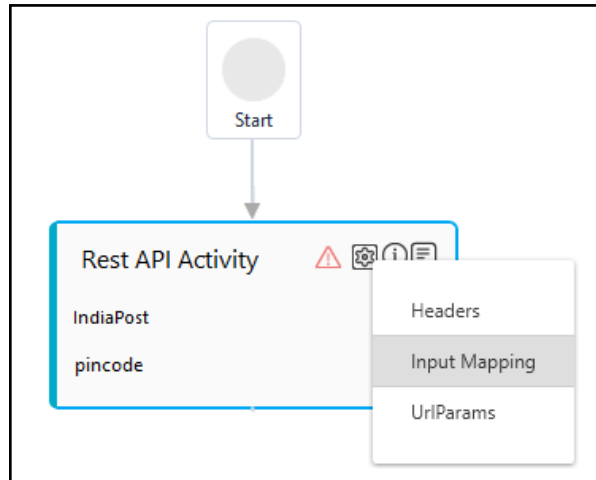 Start
Rest API Activity
IndiaPost
pincode
Headers
Input Mapping
UrlParams